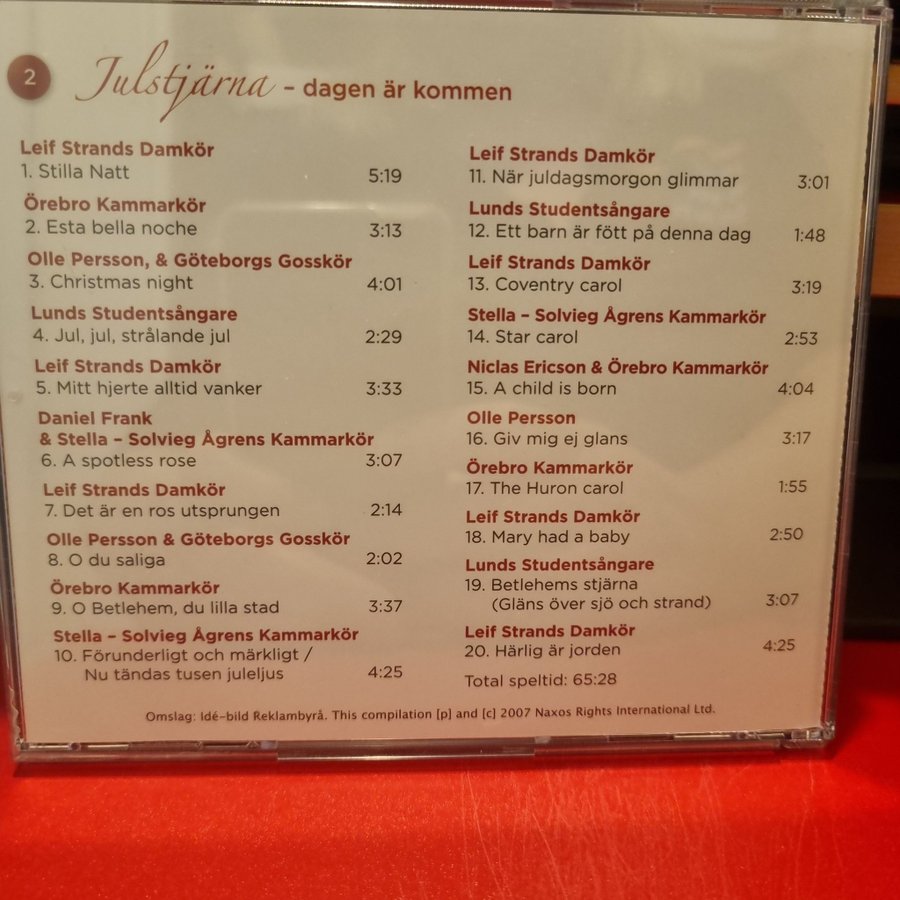 2 Julstjärna – dagen är kommen
Leif Strands Damkör
1. Stilla Natt 5:19
Örebro Kammarkör
2. Esta bella noche 3:13
Olle Persson, & Göteborgs Gosskör
3. Christmas night 4:01
Lunds Studentsångare
4. Jul, jul, strålande jul 2:29
Leif Strands Damkör
5. Mitt hjerte alltid vanker 3:33
Daniel Frank
& Stella – Solvieg Ågrens Kammarkör
6. A spotless rose 3:07
Leif Strands Damkör
7. Det är en ros utsprungen 2:14
Olle Persson & Göteborgs Gosskör
8. O du saliga 2:02
Örebro Kammarkör
9. O Betlehem, du lilla stad 3:37
Stella – Solvieg Ågrens Kammarkör
10. Förunderligt och märkligt /
Nu tändas tusen juleljus 4:25
Leif Strands Damkör
11. När juldagsmorgon glimmar 3:01
Lunds Studentsångare
12. Ett barn är fött på denna dag 1:48
Leif Strands Damkör
13. Coventry carol 3:19
Stella – Solvieg Ågrens Kammarkör
14. Star carol 2:53
Niclas Ericson & Örebro Kammarkör
15. A child is born 4:04
Olle Persson
16. Giv mig ej glans 3:17
Örebro Kammarkör
17. The Huron carol 1:55
Leif Strands Damkör
18. Mary had a baby 2:50
Lunds Studentsångare
19. Betlehems stjärna
(Gläns över sjö och strand) 3:07
Leif Strands Damkör
20. Härlig är jorden 4:25
Total speltid: 65:28
Omslag: Idé-bild Reklambyrå. This compilation [p] and [c] 2007 Naxos Rights International Ltd.